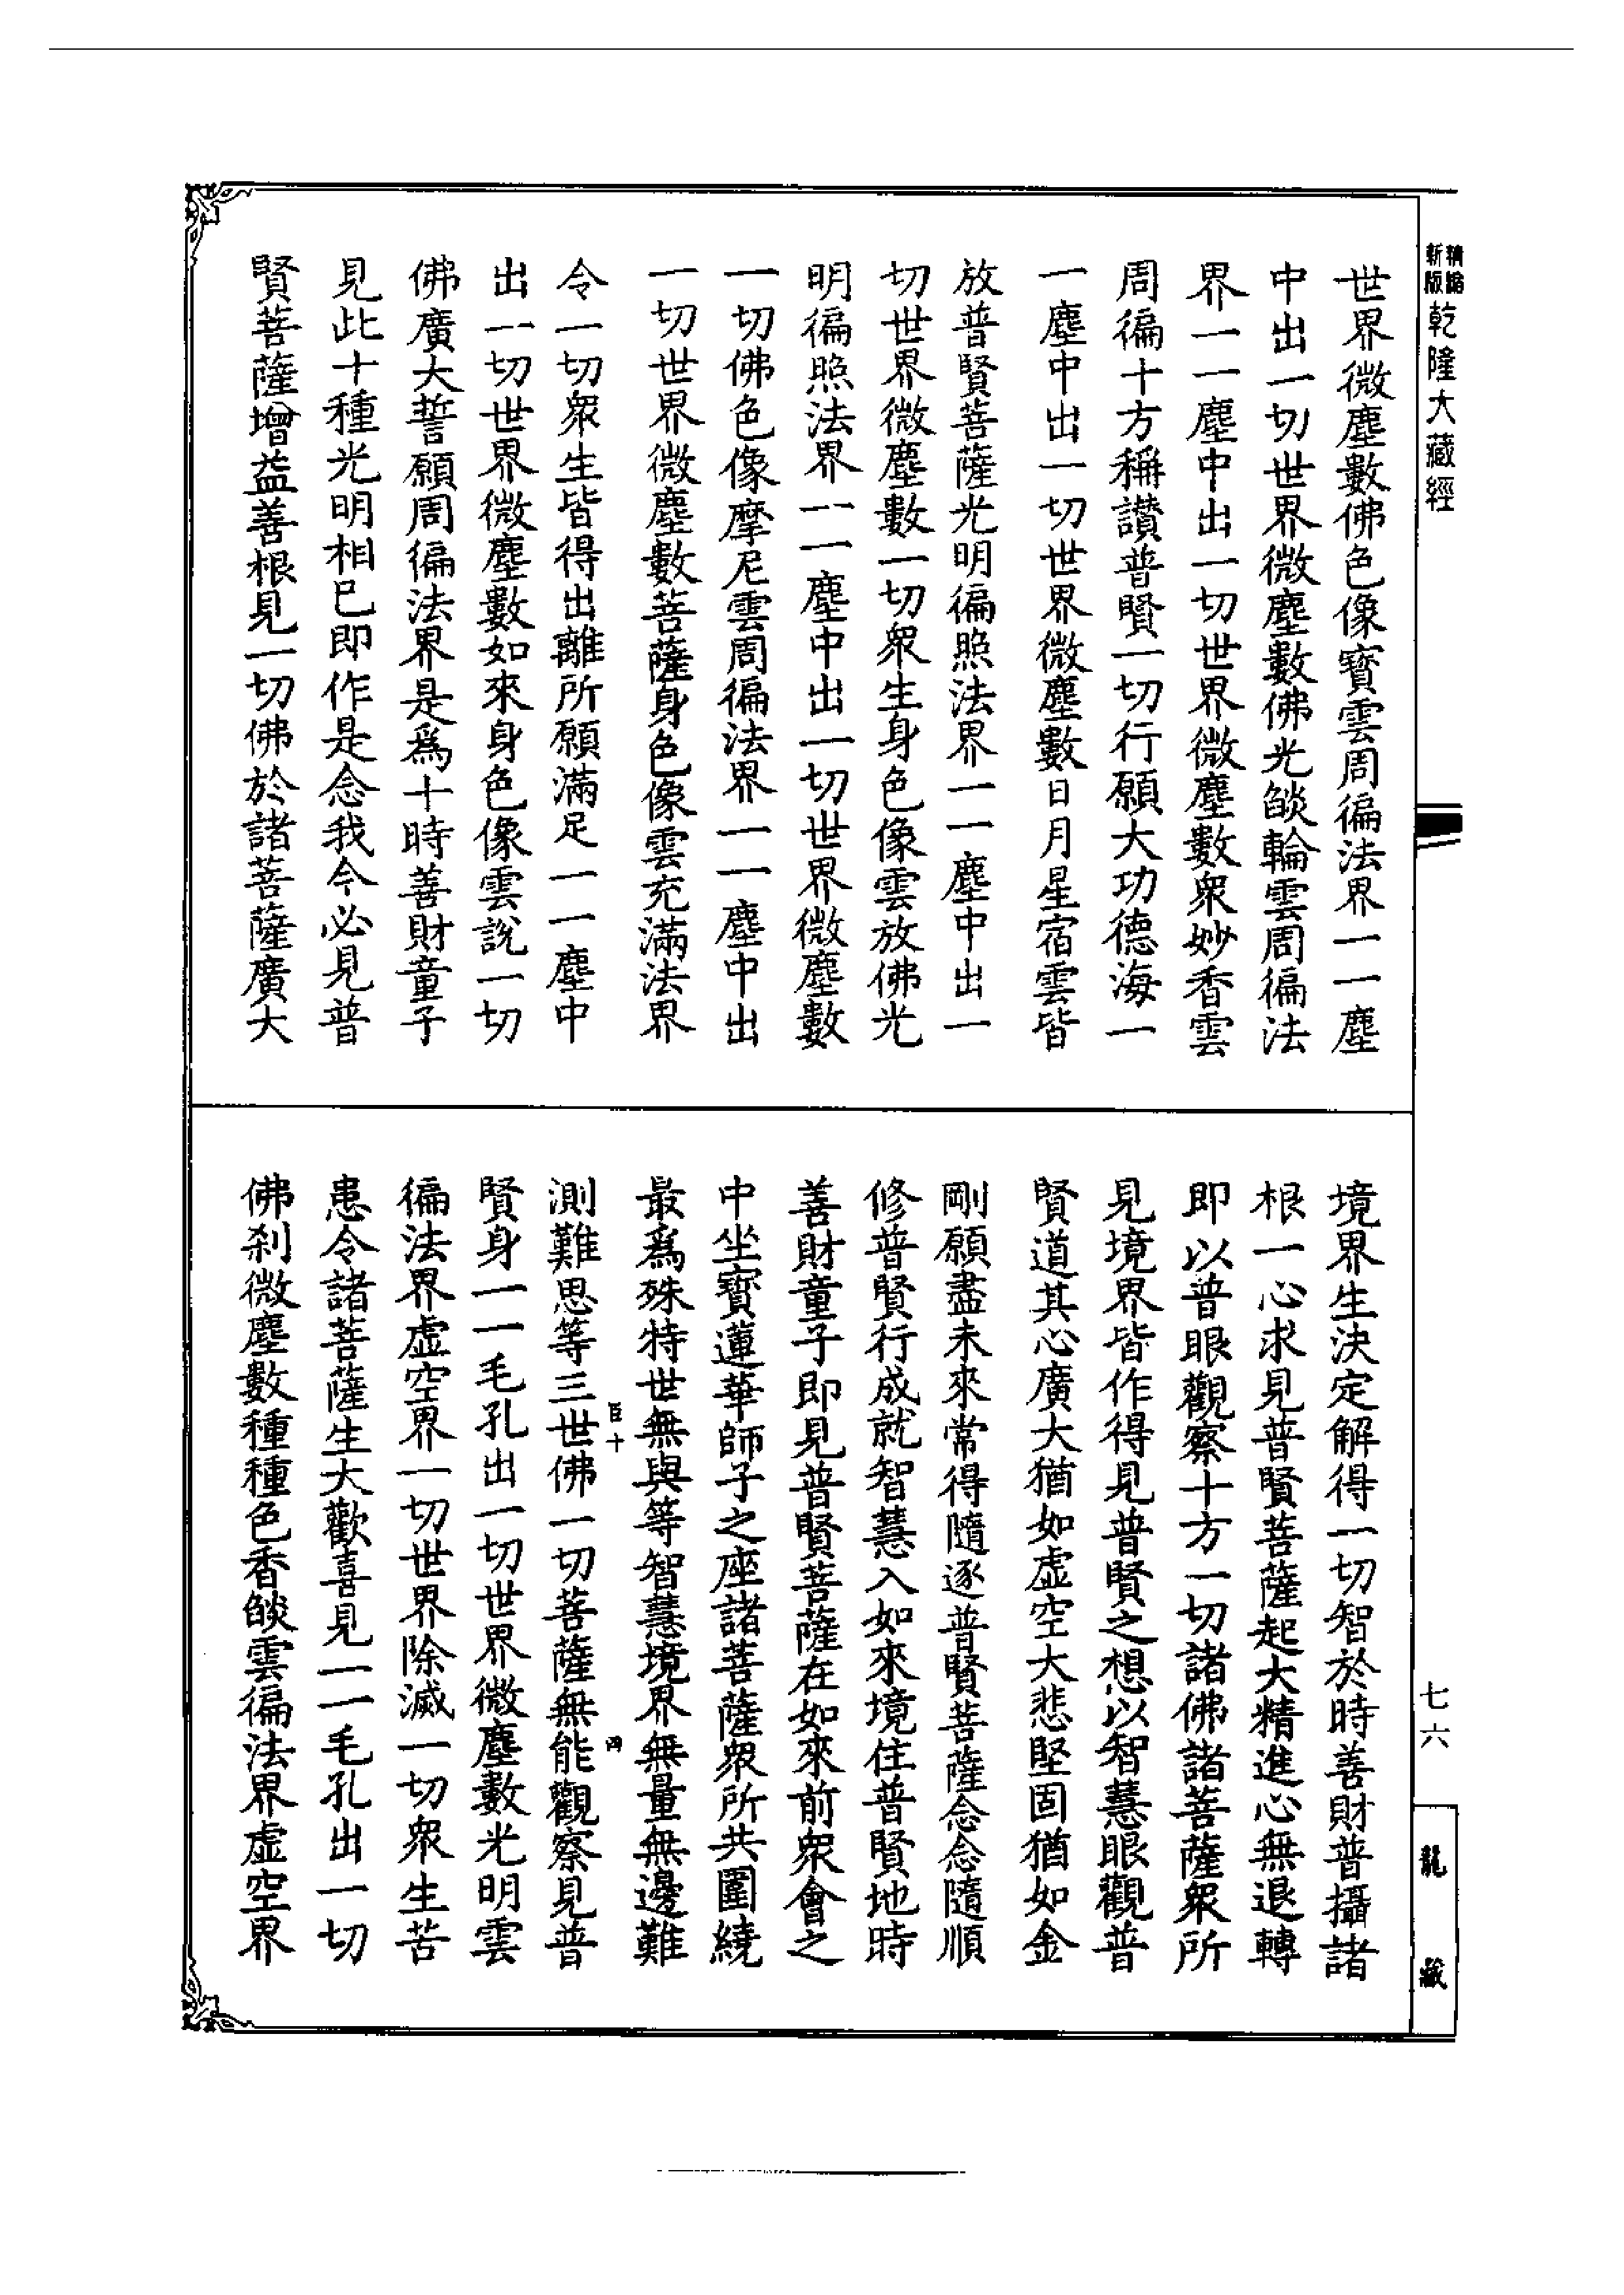 精縮新版乾隆大藏經
世界微塵數佛色像寶雲周徧法界一一塵
中出一切世界微塵數佛光燄輪雲周徧法
界一一塵中出一切世界微塵數衆妙香雲
周徧十方稱讃普賢一切行願大功德海一
一塵中出一切世界微塵數日月星宿雲皆
放普賢菩薩光明徧照法界一一塵中出一
切世界微塵數一切衆生身色像雲放佛光
明徧照法界一一塵中出一切世界微塵數
一切佛色像摩尼雲周徧法界一一塵中出
一切世界微塵數菩薩身色像雲充滿法界
令一切衆生皆得出離所願滿足一一塵中
出一切世界微塵數如來身色像雲說一切
佛廣大誓願周徧法界是爲十時善財童子
見此十種光明相已即作是念我今必見普
賢菩薩增益善根見一切佛於諸菩薩廣大
境界生決定解得一切智於時善財普攝諸
根一心求見普賢菩薩起大精進心無退轉
即以普眼觀察十方一切諸佛諸菩薩衆所
見境界皆作得見普賢之想以智慧眼觀普
賢道其心廣大猶如虚空大悲堅固猶如金
剛願盡未來常得隨逐普賢菩薩念念隨順
修普賢行成就智慧入如來境住普賢地時
善財童子即見普賢菩薩在如來前衆會之
中坐寶蓮華師子之座諸菩薩衆所共圍繞
最爲殊特世無與等智慧境界無量無邊難
測難思等三世佛一切菩薩無能觀察見普
賢身一一毛孔出一切世界微塵數光明雲
徧法界虚空界一切世界除滅一切衆生苦
患令諸菩薩生大歡喜見一一毛孔出一切
佛刹微塵數種種色香燄雲徧法界虚空界
七六
龍藏